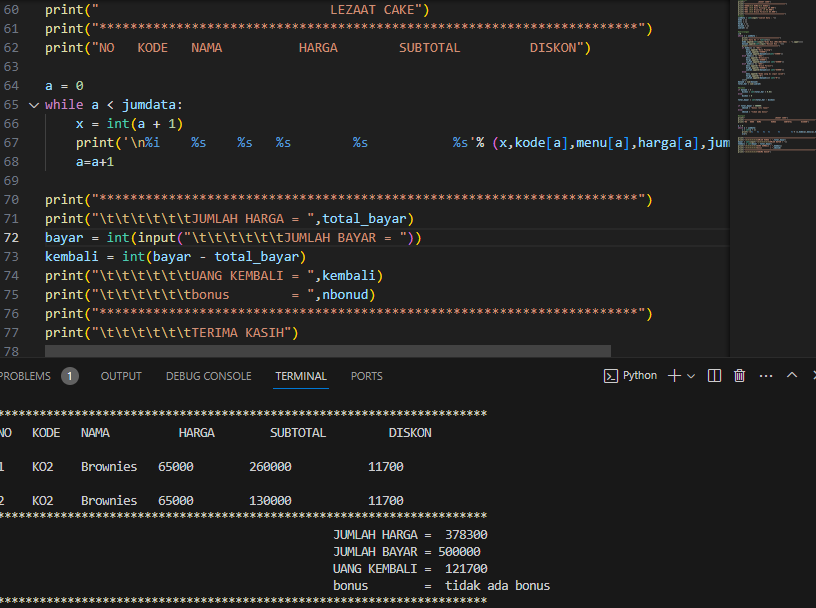 60 print("                              LEZAAT CAKE")
61 print("**********************************************************************")
62 print("NO   KODE   NAMA          HARGA        SUBTOTAL         DISKON")
63
64 a = 0
65 while a < jumdata:
66     x = int(a + 1)
67     print('\n%i    %s    %s   %s        %s           %s'% (x,kode[a],menu[a],harga[a],jum
68     a=a+1
69
70 print("**********************************************************************")
71 print("\t\t\t\t\t\tJUMLAH HARGA = ",total_bayar)
72 bayar = int(input("\t\t\t\t\t\tJUMLAH BAYAR = "))
73 kembali = int(bayar - total_bayar)
74 print("\t\t\t\t\t\tUANG KEMBALI = ",kembali)
75 print("\t\t\t\t\t\tbonus        = ",nbonud)
76 print("**********************************************************************")
77 print("\t\t\t\t\t\tTERIMA KASIH")
78
PROBLEMS 1 OUTPUT DEBUG CONSOLE TERMINAL PORTS Python
**********************************************************************
NO   KODE   NAMA          HARGA        SUBTOTAL         DISKON
1    KO2    Brownies   65000        260000           11700
2    KO2    Brownies   65000        130000           11700
**********************************************************************
JUMLAH HARGA =  378300
JUMLAH BAYAR = 500000
UANG KEMBALI =  121700
bonus        =  tidak ada bonus
**********************************************************************